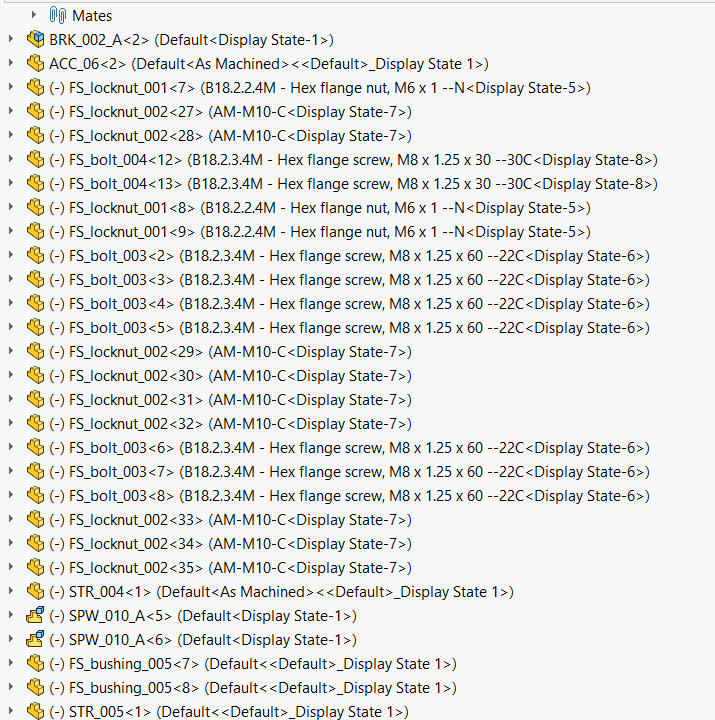 Mates
BRK_002_A<2> (Default<Display State-1>)
ACC_06<2> (Default<As Machined><<Default>_Display State 1>)
(-) FS_locknut_001<7> (B18.2.2.4M - Hex flange nut, M6 x 1 --N<Display State-5>)
(-) FS_locknut_002<27> (AM-M10-C<Display State-7>)
(-) FS_locknut_002<28> (AM-M10-C<Display State-7>)
(-) FS_bolt_004<12> (B18.2.3.4M - Hex flange screw, M8 x 1.25 x 30 --30C<Display State-8>)
(-) FS_bolt_004<13> (B18.2.3.4M - Hex flange screw, M8 x 1.25 x 30 --30C<Display State-8>)
(-) FS_locknut_001<8> (B18.2.2.4M - Hex flange nut, M6 x 1 --N<Display State-5>)
(-) FS_locknut_001<9> (B18.2.2.4M - Hex flange nut, M6 x 1 --N<Display State-5>)
(-) FS_bolt_003<2> (B18.2.3.4M - Hex flange screw, M8 x 1.25 x 60 --22C<Display State-6>)
(-) FS_bolt_003<3> (B18.2.3.4M - Hex flange screw, M8 x 1.25 x 60 --22C<Display State-6>)
(-) FS_bolt_003<4> (B18.2.3.4M - Hex flange screw, M8 x 1.25 x 60 --22C<Display State-6>)
(-) FS_bolt_003<5> (B18.2.3.4M - Hex flange screw, M8 x 1.25 x 60 --22C<Display State-6>)
(-) FS_locknut_002<29> (AM-M10-C<Display State-7>)
(-) FS_locknut_002<30> (AM-M10-C<Display State-7>)
(-) FS_locknut_002<31> (AM-M10-C<Display State-7>)
(-) FS_locknut_002<32> (AM-M10-C<Display State-7>)
(-) FS_bolt_003<6> (B18.2.3.4M - Hex flange screw, M8 x 1.25 x 60 --22C<Display State-6>)
(-) FS_bolt_003<7> (B18.2.3.4M - Hex flange screw, M8 x 1.25 x 60 --22C<Display State-6>)
(-) FS_bolt_003<8> (B18.2.3.4M - Hex flange screw, M8 x 1.25 x 60 --22C<Display State-6>)
(-) FS_locknut_002<33> (AM-M10-C<Display State-7>)
(-) FS_locknut_002<34> (AM-M10-C<Display State-7>)
(-) FS_locknut_002<35> (AM-M10-C<Display State-7>)
(-) STR_004<1> (Default<As Machined><<Default>_Display State 1>)
(-) SPW_010_A<5> (Default<Display State-1>)
(-) SPW_010_A<6> (Default<Display State-1>)
(-) FS_bushing_005<7> (Default<<Default>_Display State 1>)
(-) FS_bushing_005<8> (Default<<Default>_Display State 1>)
(-) STR_005<1> (Default<<Default>_Display State 1>)